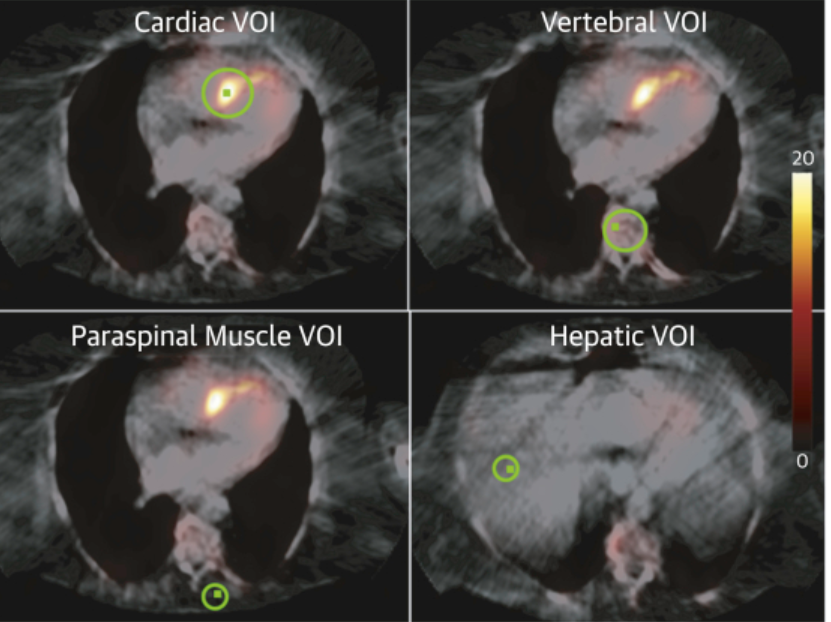 Cardiac VOI
Vertebral VOI
20
0
Paraspinal Muscle VOI
Hepatic VOI